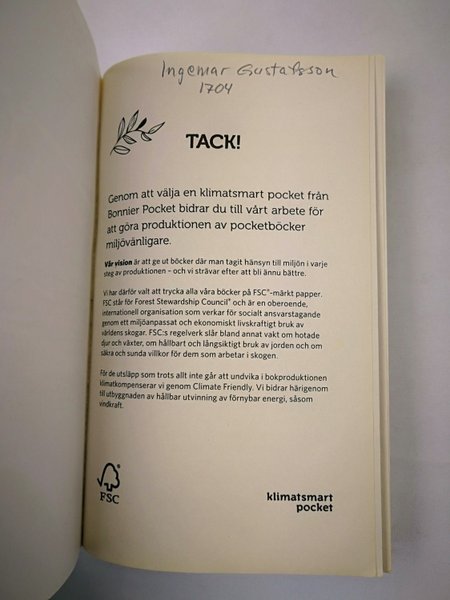 Ingemar Gustafsson
1704
TACK!
Genom att välja en klimatsmart pocket från
Bonnier Pocket bidrar du till vårt arbete för
att göra produktionen av pocketböcker
miljövänligare.
Vår vision är att ge ut böcker där man tagit hänsyn till miljön i varje
steg av produktionen – och vi strävar efter att bli ännu bättre.
Vi har därför valt att trycka alla våra böcker på FSC®-märkt papper.
FSC står för Forest Stewardship Council® och är en oberoende,
internationell organisation som verkar för socialt ansvarstagande
genom ett miljöanpassat och ekonomiskt livskraftigt bruk av
världens skogar. FSC:s regelverk slår bland annat vakt om hotade
djur och växter, om hållbart och långsiktigt bruk av jorden och om
säkra och sunda villkor för dem som arbetar i skogen.
För de utsläpp som trots allt inte går att undvika i bokproduktionen
klimatkompenserar vi genom Climate Friendly. Vi bidrar härigenom
till utbyggnaden av hållbar utvinning av förnybar energi, såsom
vindkraft.
FSC
klimatsmart
pocket